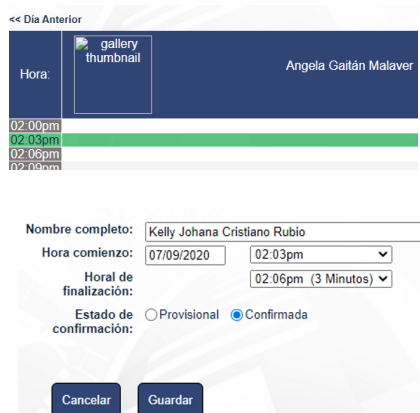 << Día Anterior
Hora:
gallery
thumbnail
Angela Gaitán Malaver
02:00pm
02:03pm
02:06pm
02:09pm
Nombre completo: Kelly Johana Cristiano Rubio
Hora comienzo: 07/09/2020 02:03pm
Horal de
finalización:
02:06pm (3 Minutos)
Estado de
confirmación:
Provisional Confirmada
Cancelar Guardar